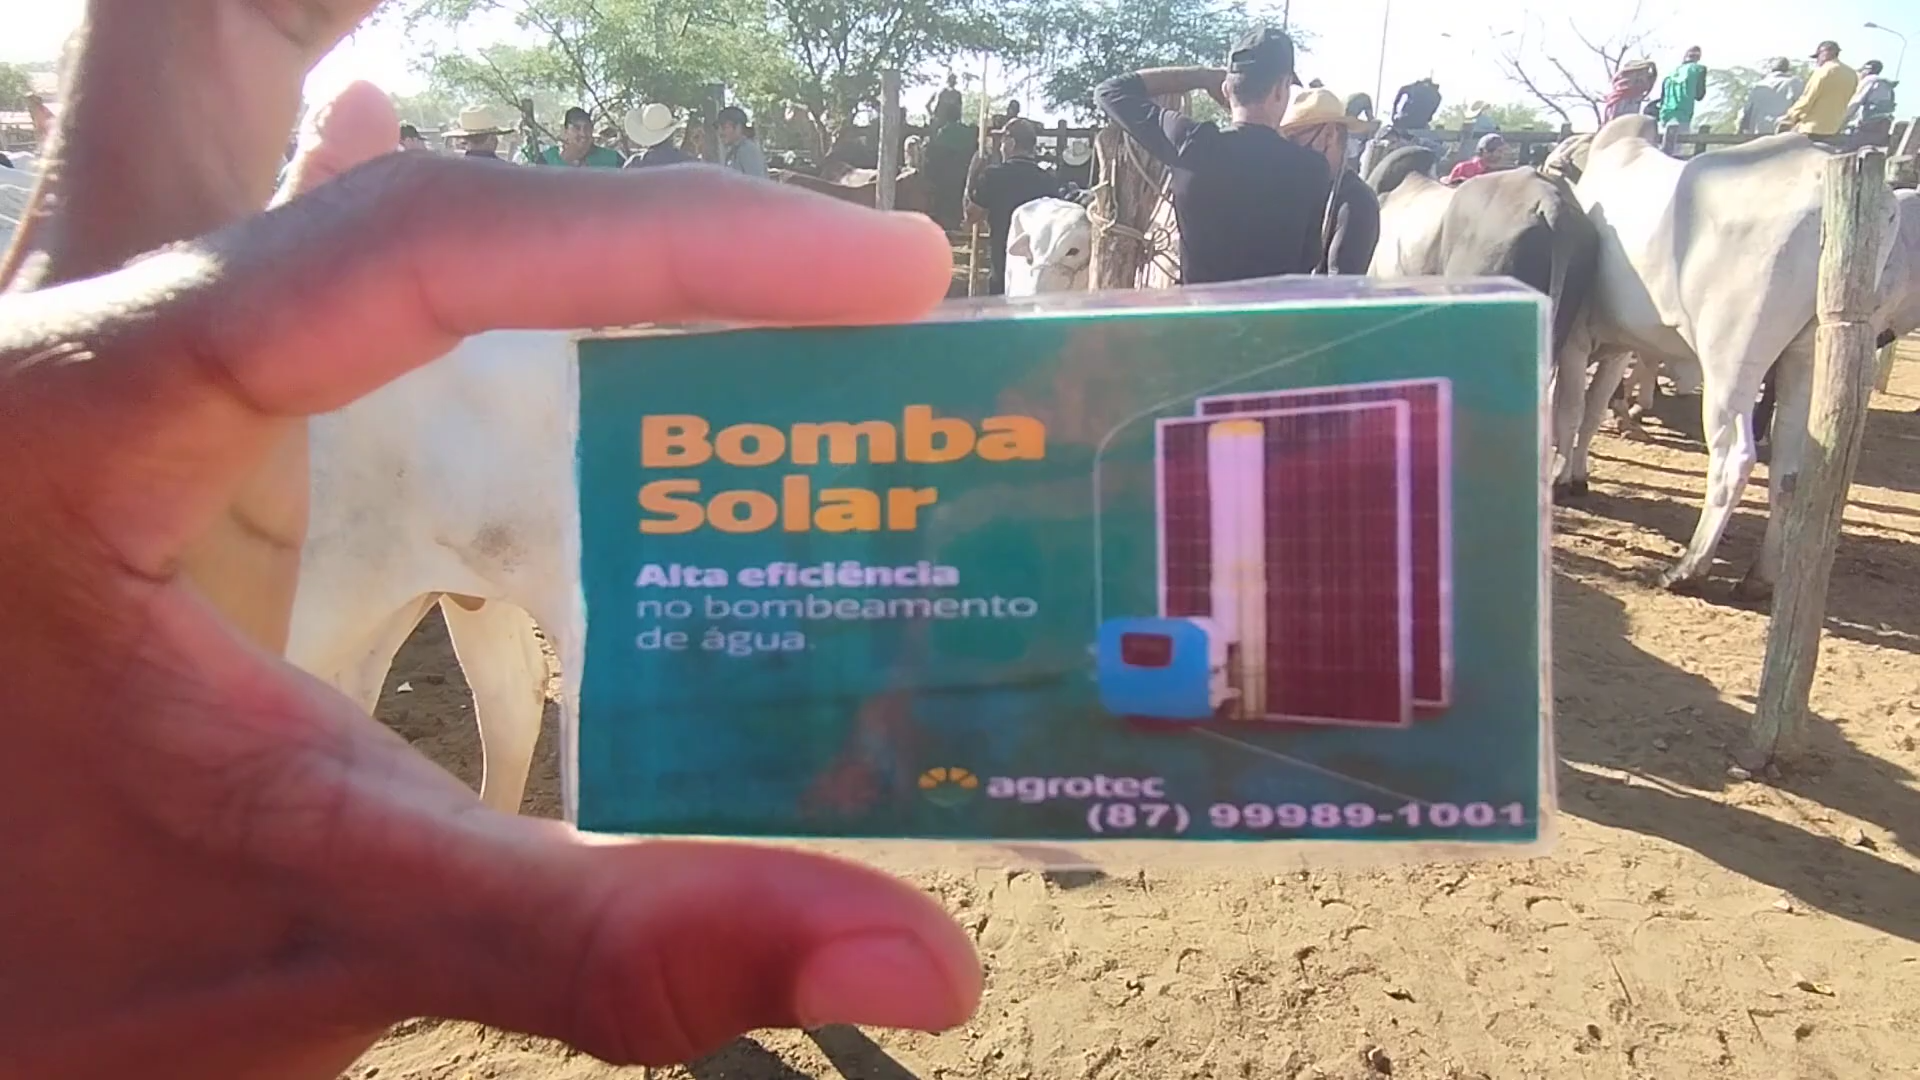 Bomba
Solar
Alta eficiência
no bombeamento
de água.
agrotec
(87) 99989-1001